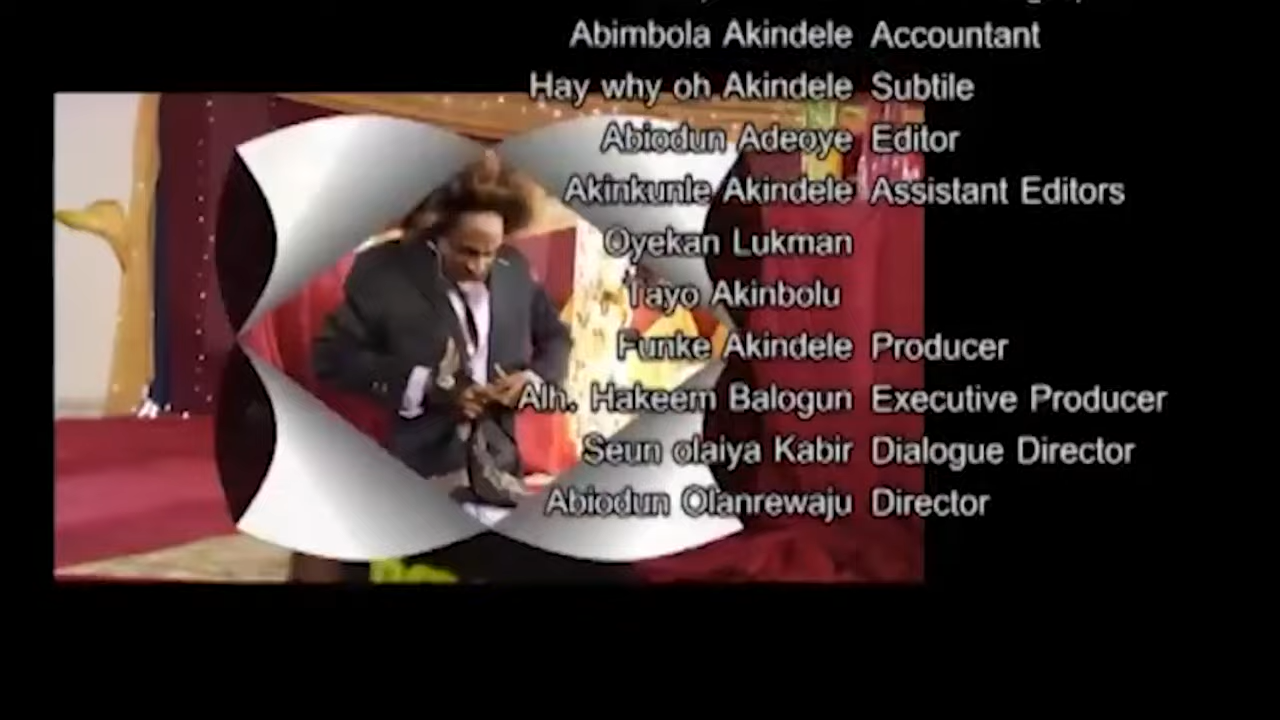 Abimbola Akindele Accountant
Hay why oh Akindele Subtile
Abiodun Adeoye Editor
Akinkunle Akindele Assistant Editors
Oyekan Lukman
Tayo Akinbolu
Funke Akindele Producer
Alh. Hakeem Balogun Executive Producer
Seun olaiya Kabir Dialogue Director
Abiodun Olanrewaju Director